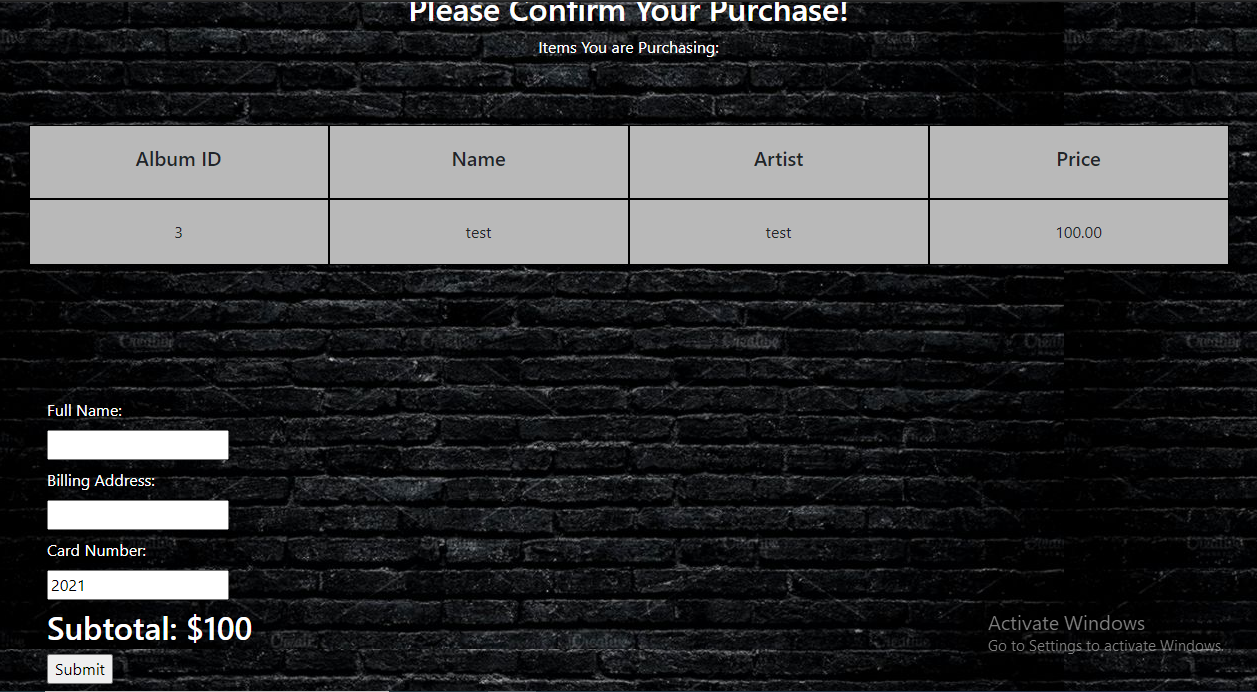 Please Confirm Your Purchase!
Items You are Purchasing:
Album ID Name Artist Price
3 test test 100.00
Full Name:
Billing Address:
Card Number:
2021
Subtotal: $100
Submit
Activate Windows
Go to Settings to activate Windows.